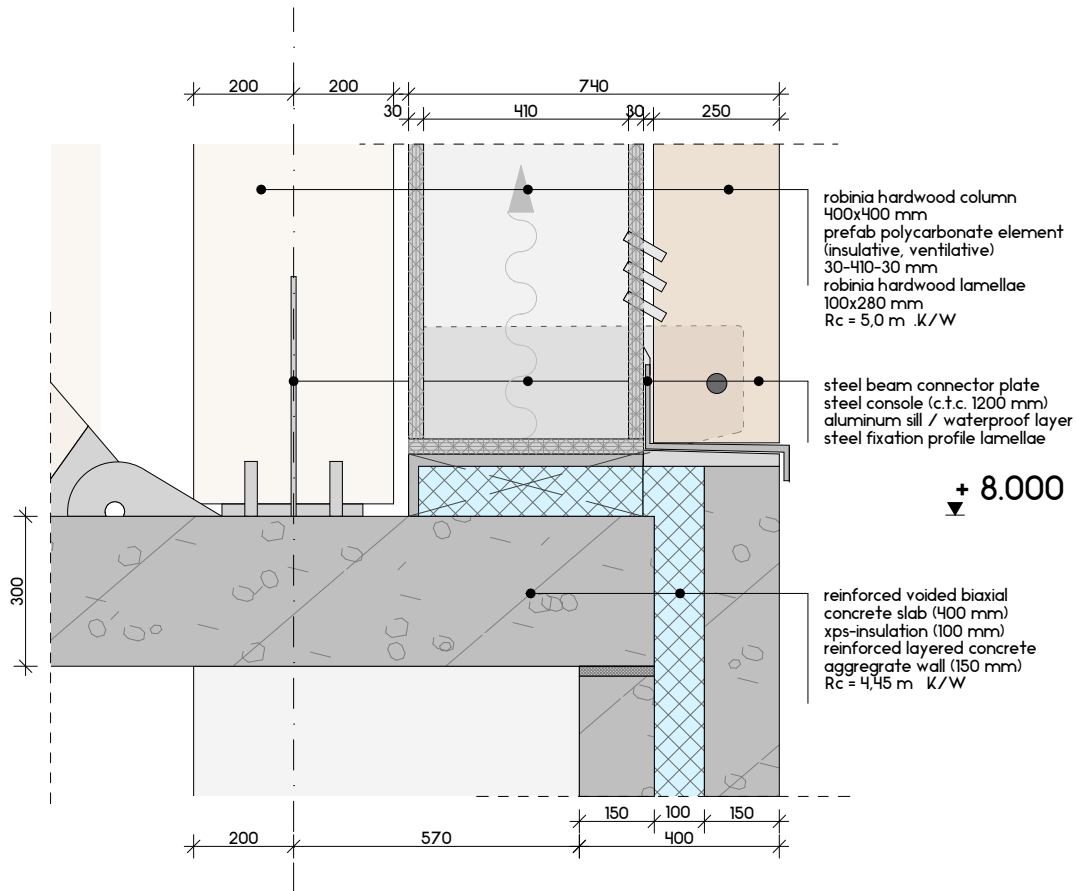 200
200
740
30
410
30
250
robinia hardwood column
400x400 mm
prefab polycarbonate element
(insulative, ventilative)
30-410-30 mm
robinia hardwood lamellae
100x280 mm
Rc = 5,0 m .K/W
steel beam connector plate
steel console (c.t.c. 1200 mm)
aluminum sill / waterproof layer
steel fixation profile lamellae
+ 8.000
300
reinforced voided biaxial
concrete slab (400 mm)
xps-insulation (100 mm)
reinforced layered concrete
aggregrate wall (150 mm)
Rc = 4,45 m K/W
150
100
150
200
570
400